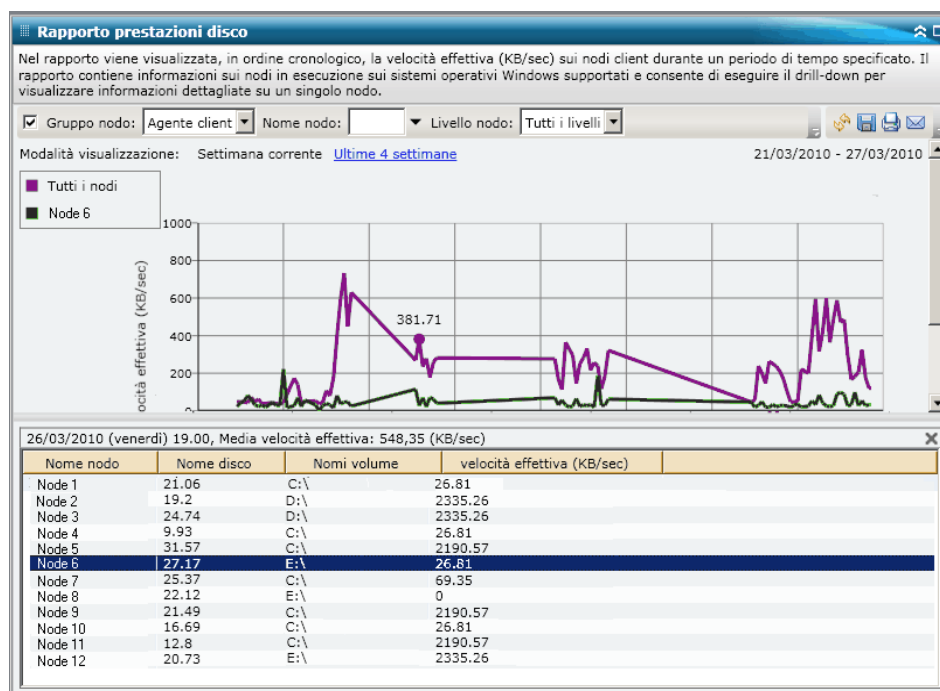 Rapporto prestazioni disco
Nel rapporto viene visualizzata, in ordine cronologico, la velocità effettiva (KB/sec) sui nodi client durante un periodo di tempo specificato. Il
rapporto contiene informazioni sui nodi in esecuzione sui sistemi operativi Windows supportati e consente di eseguire il drill-down per
visualizzare informazioni dettagliate su un singolo nodo.
Gruppo nodo: Agente client Nome nodo: Livello nodo: Tutti i livelli
Modalità visualizzazione: Settimana corrente Ultime 4 settimane 21/03/2010 - 27/03/2010
Tutti i nodi
Node 6
1000
800
600
400
200
ocità effettiva (KB/sec)
381.71
26/03/2010 (venerdì) 19.00, Media velocità effettiva: 548,35 (KB/sec)
Nome nodo Nome disco Nomi volume velocità effettiva (KB/sec)
Node 1 21.06 C:\ 26.81
Node 2 19.2 D:\ 2335.26
Node 3 24.74 D:\ 2335.26
Node 4 9.93 C:\ 26.81
Node 5 31.57 C:\ 2190.57
Node 6 27.17 E:\ 26.81
Node 7 25.37 C:\ 69.35
Node 8 22.12 E:\ 0
Node 9 21.49 C:\ 2190.57
Node 10 16.69 C:\ 26.81
Node 11 12.8 C:\ 2190.57
Node 12 20.73 E:\ 2335.26